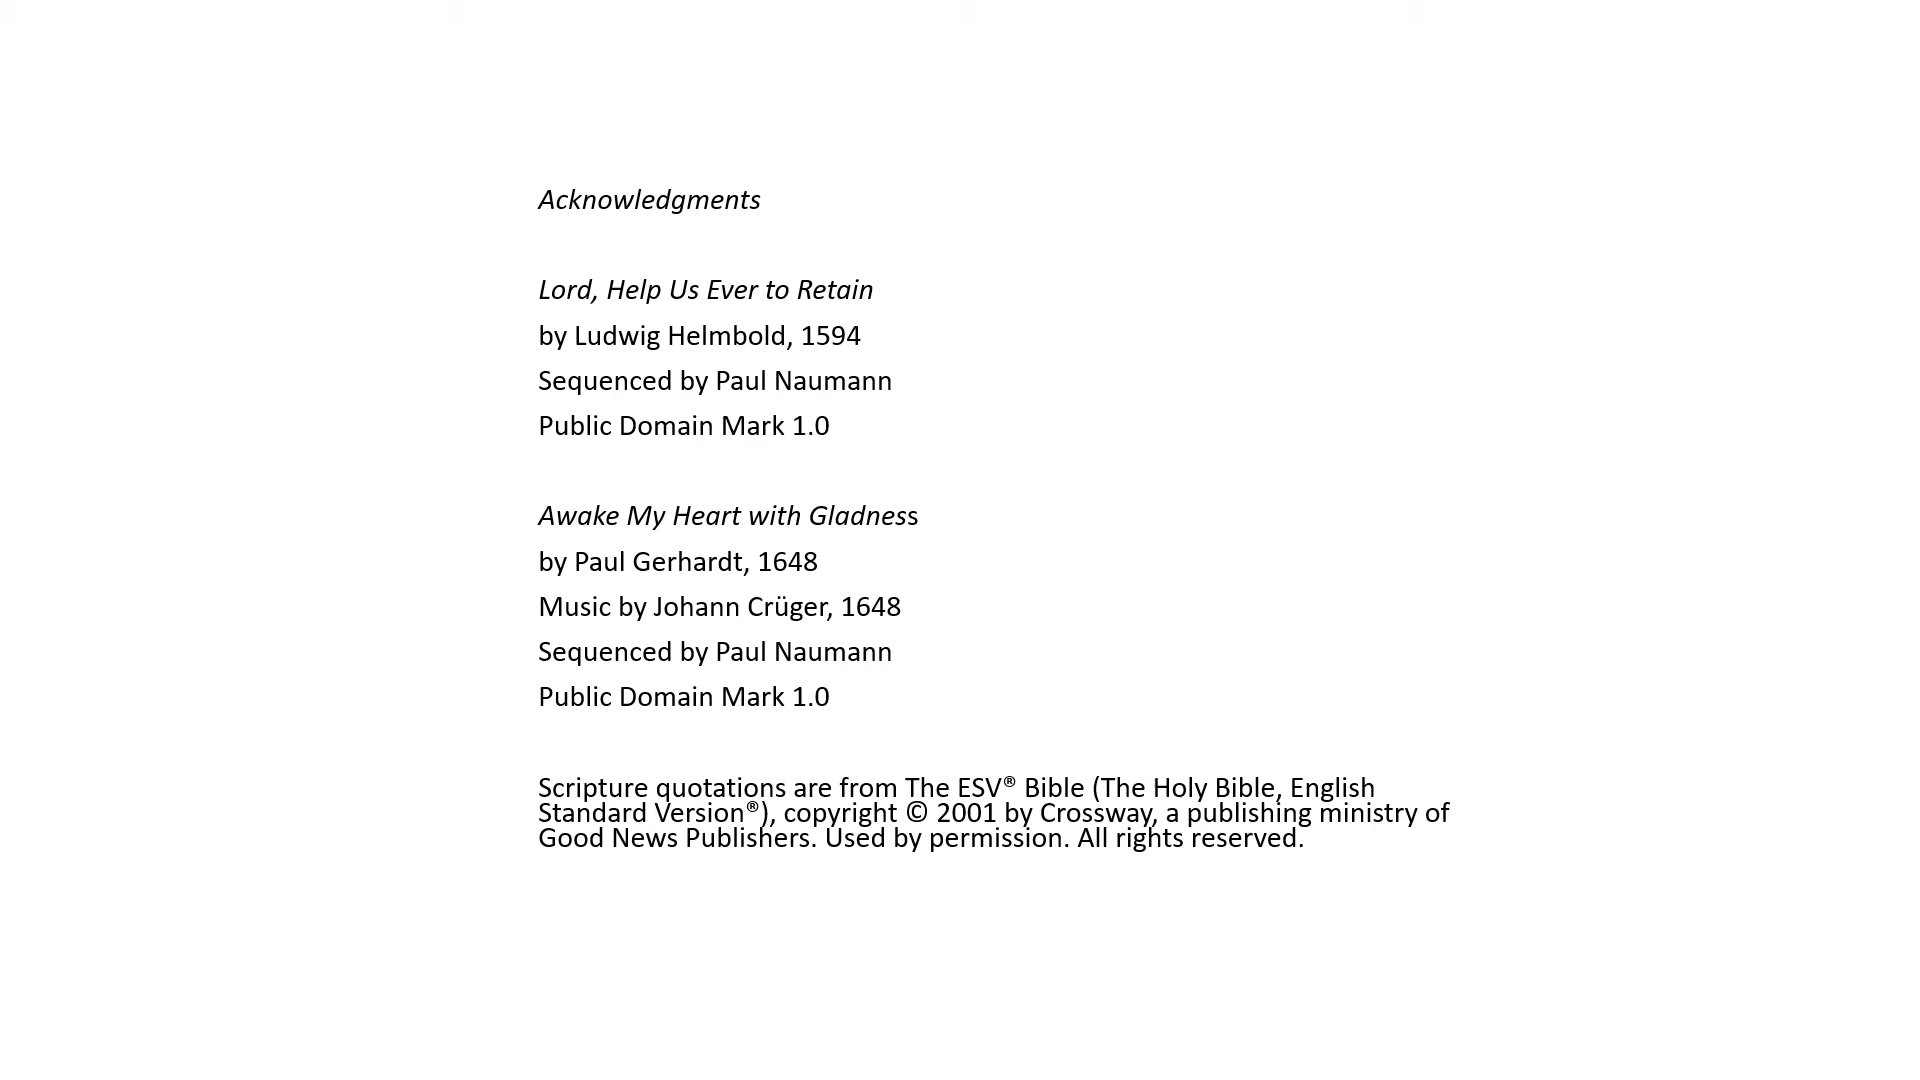 Acknowledgments
Lord, Help Us Ever to Retain
by Ludwig Helmbold, 1594
Sequenced by Paul Naumann
Public Domain Mark 1.0
Awake My Heart with Gladness
by Paul Gerhardt, 1648
Music by Johann Crüger, 1648
Sequenced by Paul Naumann
Public Domain Mark 1.0
Scripture quotations are from The ESV® Bible (The Holy Bible, English
Standard Version®), copyright © 2001 by Crossway, a publishing ministry of
Good News Publishers. Used by permission. All rights reserved.